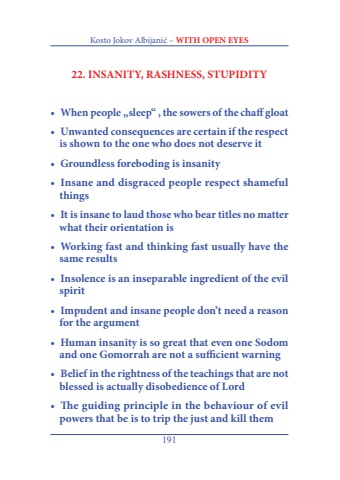 Kosto Jokov Albijanić – WITH OPEN EYES
22. INSANITY, RASHNESS, STUPIDITY
• When people „sleep“ , the sowers of the chaff gloat
• Unwanted consequences are certain if the respect
is shown to the one who does not deserve it
• Groundless foreboding is insanity
• Insane and disgraced people respect shameful
things
• It is insane to laud those who bear titles no matter
what their orientation is
• Working fast and thinking fast usually have the
same results
• Insolence is an inseparable ingredient of the evil
spirit
• Impudent and insane people don’t need a reason
for the argument
• Human insanity is so great that even one Sodom
and one Gomorrah are not a sufficient warning
• Belief in the rightness of the teachings that are not
blessed is actually disobedience of Lord
• The guiding principle in the behaviour of evil
powers that be is to trip the just and kill them
191